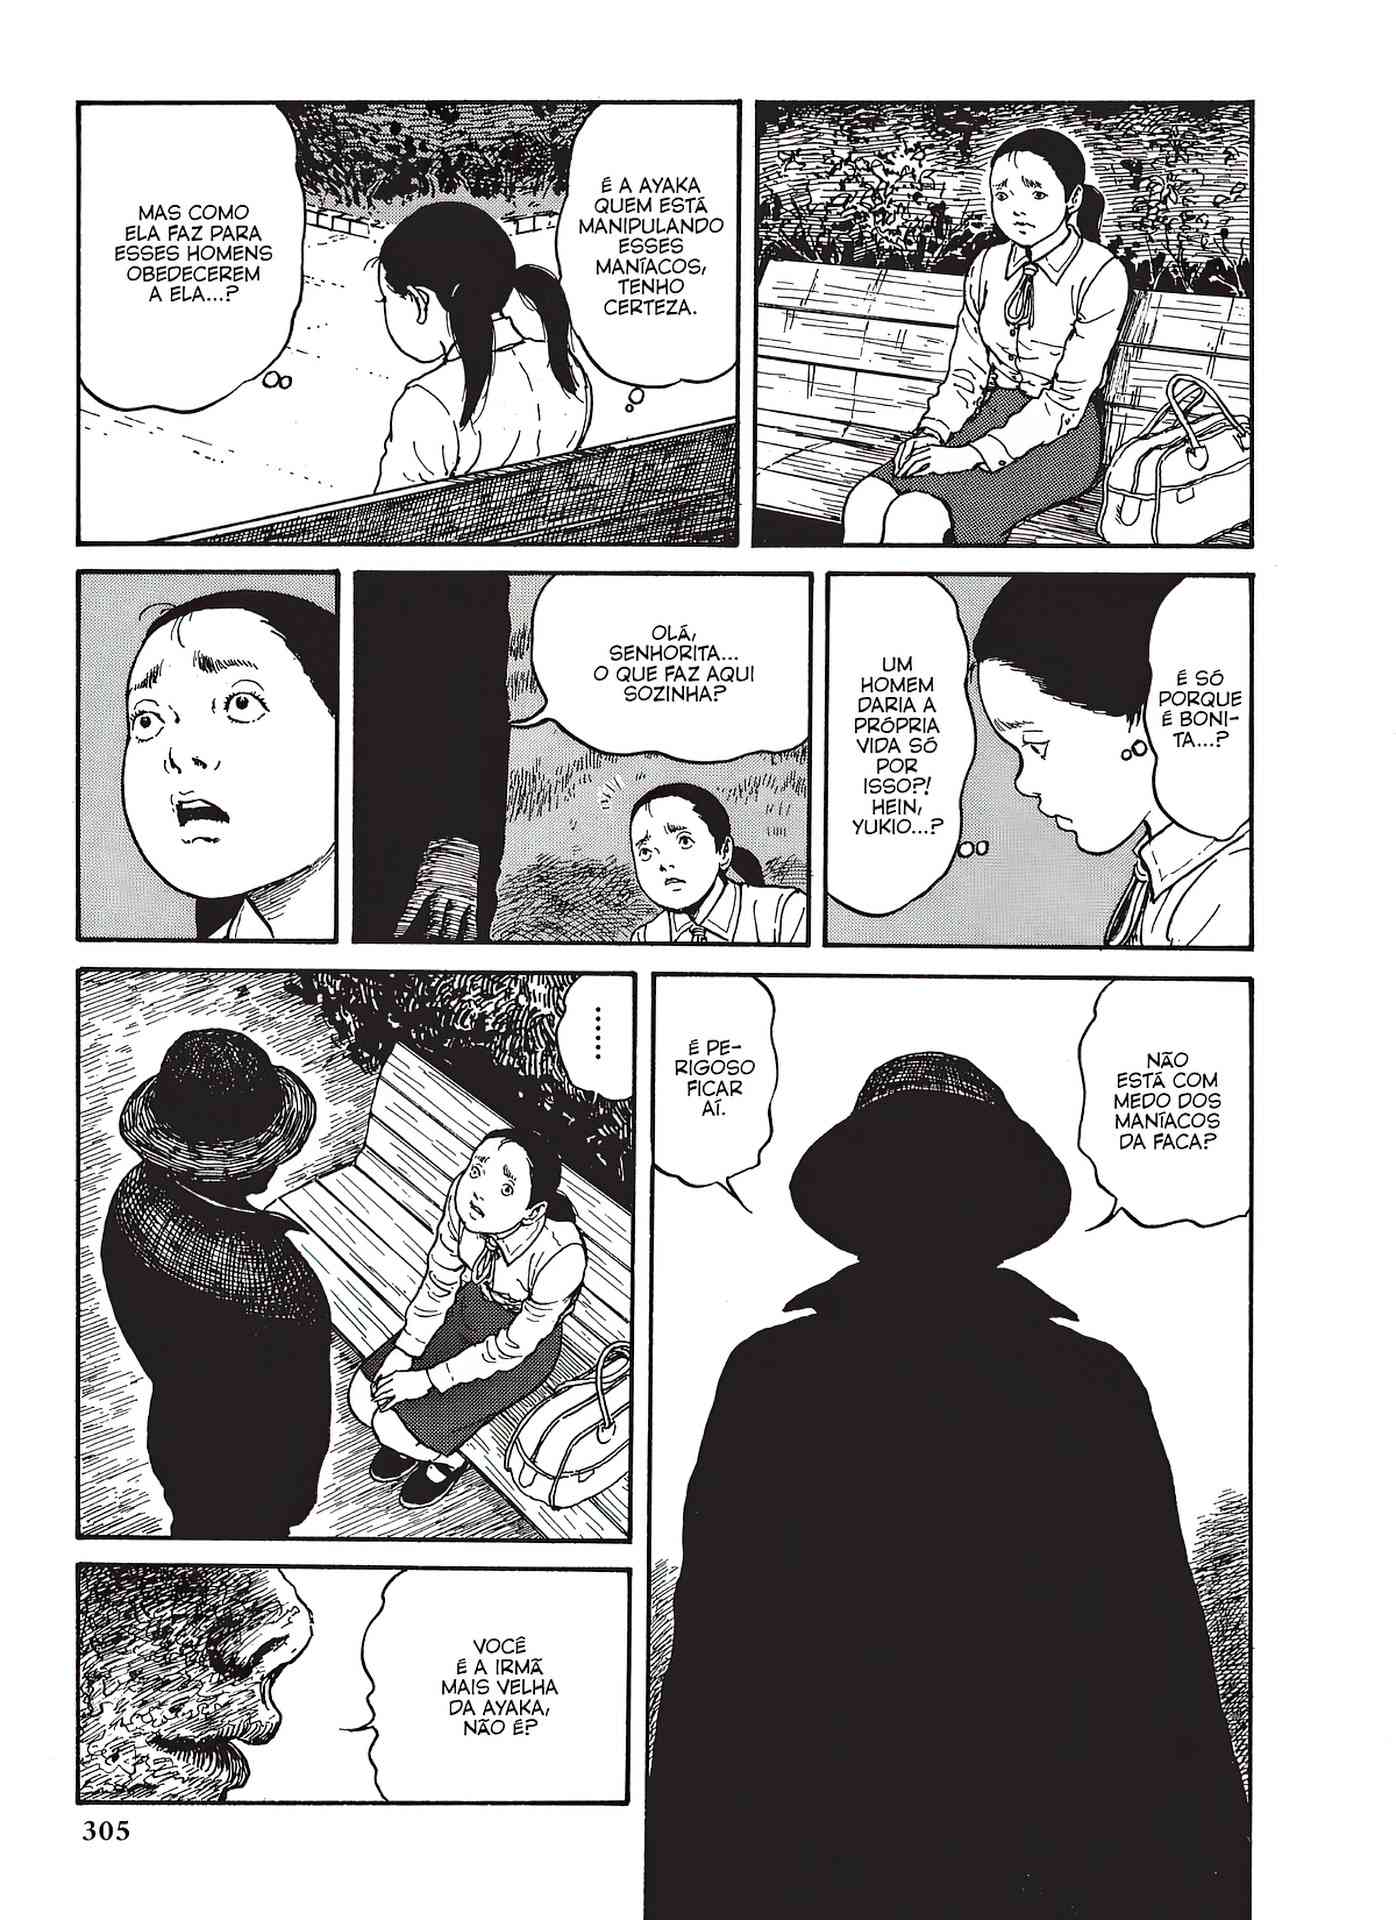 É A AYAKA
QUEM ESTÁ
MANIPULANDO
ESSES
MANÍACOS,
TENHO
CERTEZA.
MAS COMO
ELA FAZ PARA
ESSES HOMENS
OBEDECEREM
A ELA...?
É SÓ
PORQUE
É BONI-
TA...?
UM
HOMEM
DARIA A
PRÓPRIA
VIDA SÓ
POR
ISSO?!
HEIN,
YUKIO...?
OLÁ,
SENHORITA...
O QUE FAZ AQUI
SOZINHA?
NÃO
ESTÁ COM
MEDO DOS
MANÍACOS
DA FACA?
É PE-
RIGOSO
FICAR
AÍ.
........
VOCÊ
É A IRMÃ
MAIS VELHA
DA AYAKA,
NÃO É?
305